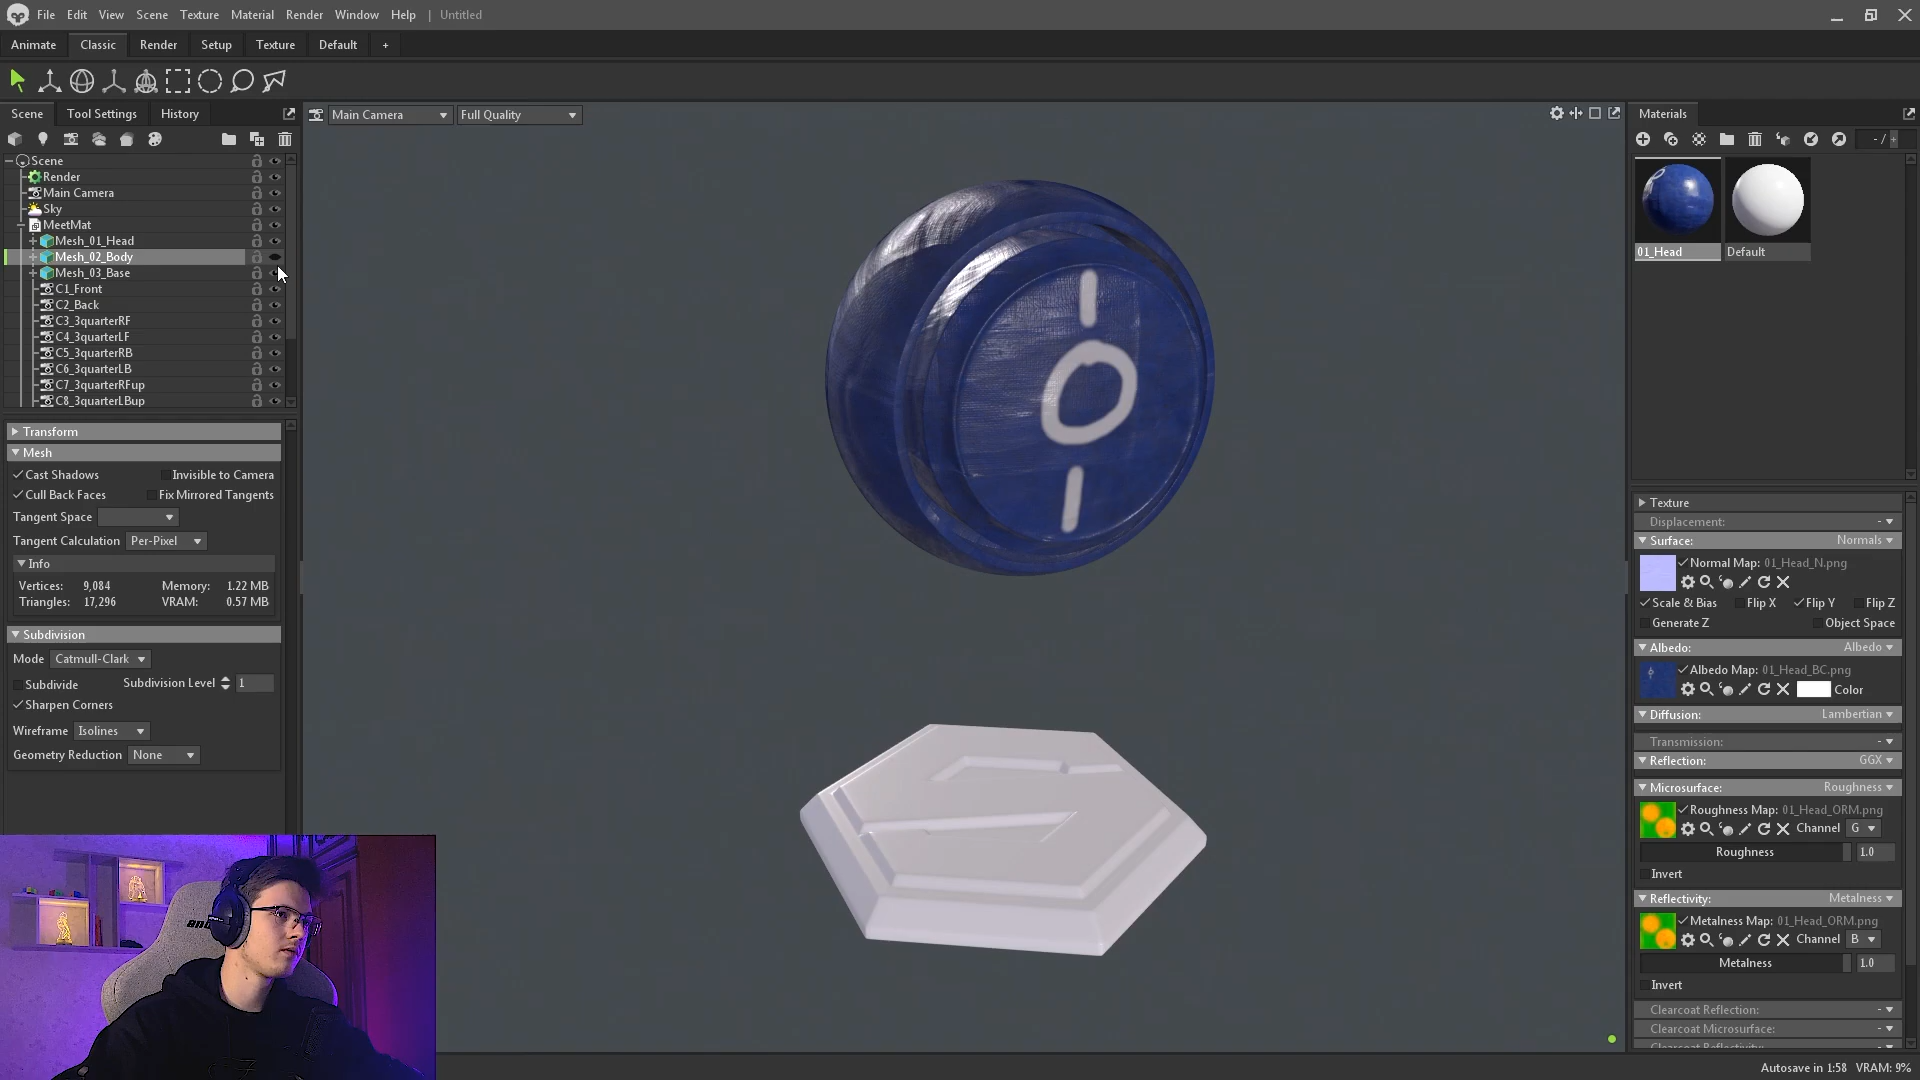 File Edit View Scene Texture Material Render Window Help | Untitled
Animate Classic Render Setup Texture Default +
Scene Tool Settings History
Main Camera Full Quality
Materials
- / +
Scene
Render
Main Camera
Sky
MeetMat
Mesh_01_Head
Mesh_02_Body
Mesh_03_Base
C1_Front
C2_Back
C3_3quarterRF
C4_3quarterLF
C5_3quarterRB
C6_3quarterLB
C7_3quarterRFup
C8_3quarterLBup
01_Head Default
Transform
Mesh
Cast Shadows Invisible to Camera
Cull Back Faces Fix Mirrored Tangents
Tangent Space
Tangent Calculation Per-Pixel
Info
Vertices: 9,084 Memory: 1.22 MB
Triangles: 17,296 VRAM: 0.57 MB
Subdivision
Mode Catmull-Clark
Subdivide Subdivision Level 1
Sharpen Corners
Wireframe Isolines
Geometry Reduction None
Texture
Displacement: -
Surface: Normals
Normal Map: 01_Head_N.png
Scale & Bias Flip X Flip Y Flip Z
Generate Z Object Space
Albedo: Albedo
Albedo Map: 01_Head_BC.png
Color
Diffusion: Lambertian
Transmission: -
Reflection: GGX
Microsurface: Roughness
Roughness Map: 01_Head_ORM.png
Channel G
Roughness 1.0
Invert
Reflectivity: Metalness
Metalness Map: 01_Head_ORM.png
Channel B
Metalness 1.0
Invert
Clearcoat Reflection: -
Clearcoat Microsurface: -
Clearcoat Reflectivity: -
Autosave in 1:58 VRAM: 9%